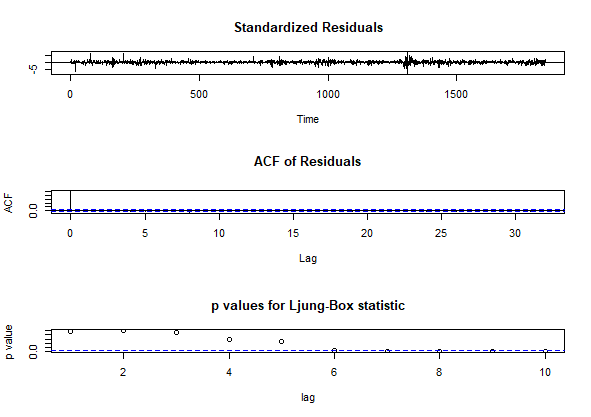 Standardized Residuals
-5
0 500 1000 1500
Time
ACF of Residuals
ACF
0.0
0 5 10 15 20 25 30
Lag
p values for Ljung-Box statistic
p value
0.0
2 4 6 8 10
lag